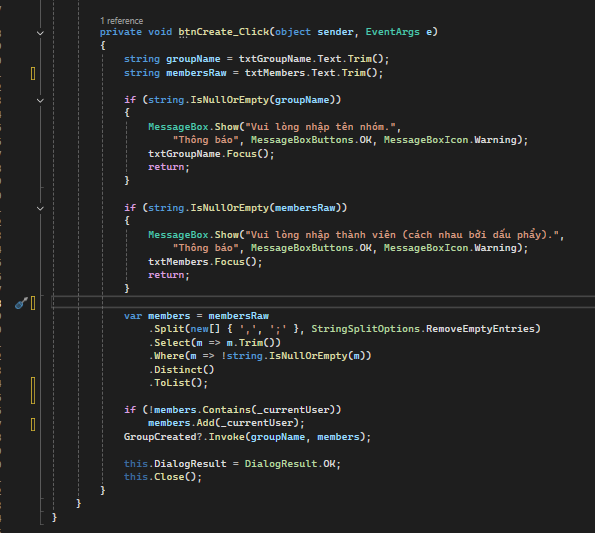 1 reference
private void btnCreate_Click(object sender, EventArgs e)
{
string groupName = txtGroupName.Text.Trim();
string membersRaw = txtMembers.Text.Trim();
if (string.IsNullOrEmpty(groupName))
{
MessageBox.Show("Vui lòng nhập tên nhóm.",
"Thông báo", MessageBoxButtons.OK, MessageBoxIcon.Warning);
txtGroupName.Focus();
return;
}
if (string.IsNullOrEmpty(membersRaw))
{
MessageBox.Show("Vui lòng nhập thành viên (cách nhau bởi dấu phẩy).",
"Thông báo", MessageBoxButtons.OK, MessageBoxIcon.Warning);
txtMembers.Focus();
return;
}
var members = membersRaw
.Split(new[] { ',', ';' }, StringSplitOptions.RemoveEmptyEntries)
.Select(m => m.Trim())
.Where(m => !string.IsNullOrEmpty(m))
.Distinct()
.ToList();
if (!members.Contains(_currentUser))
members.Add(_currentUser);
GroupCreated?.Invoke(groupName, members);
this.DialogResult = DialogResult.OK;
this.Close();
}
}
}